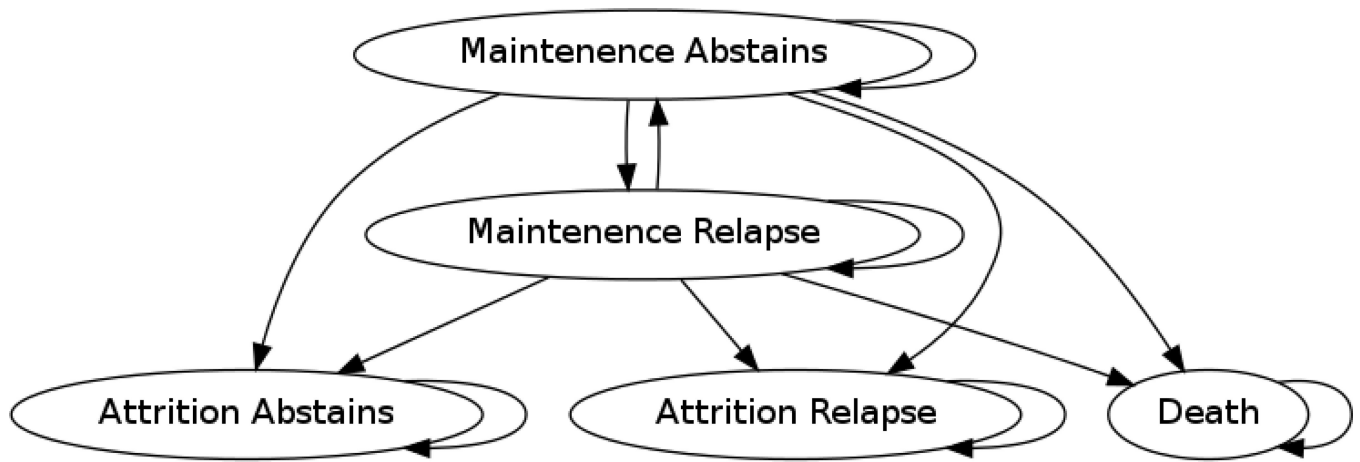 Maintenence Abstains
Maintenence Relapse
Attrition Abstains
Attrition Relapse
Death